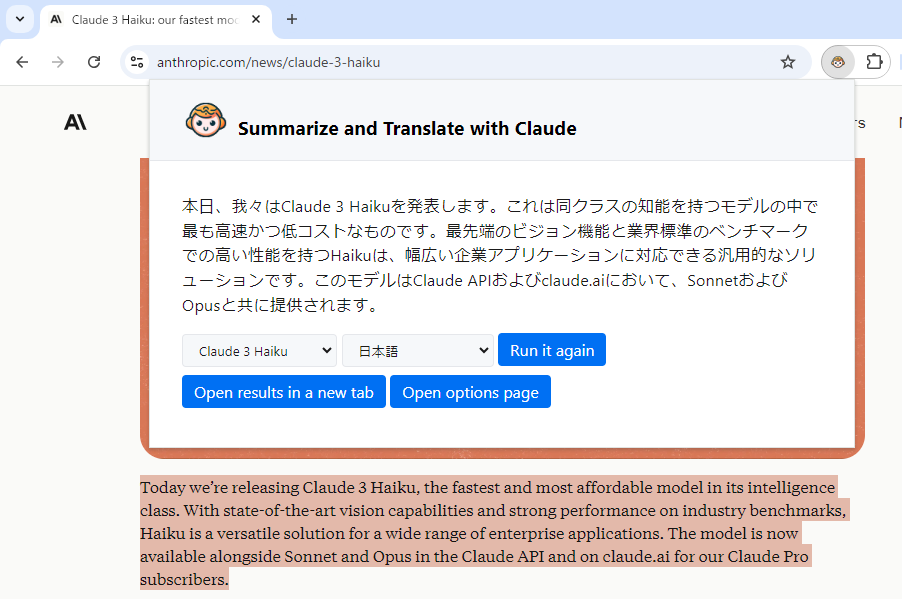 Claude 3 Haiku: our fastest mod
anthropic.com/news/claude-3-haiku
Summarize and Translate with Claude
本日、我々はClaude 3 Haikuを発表します。これは同クラスの知能を持つモデルの中で
最も高速かつ低コストなものです。最先端のビジョン機能と業界標準のベンチマーク
での高い性能を持つHaikuは、幅広い企業アプリケーションに対応できる汎用的なソリ
ューションです。このモデルはClaude APIおよびclaude.aiにおいて、Sonnetおよび
Opusと共に提供されます。
Claude 3 Haiku 日本語 Run it again
Open results in a new tab Open options page
Today we’re releasing Claude 3 Haiku, the fastest and most affordable model in its intelligence
class. With state-of-the-art vision capabilities and strong performance on industry benchmarks,
Haiku is a versatile solution for a wide range of enterprise applications. The model is now
available alongside Sonnet and Opus in the Claude API and on claude.ai for our Claude Pro
subscribers.